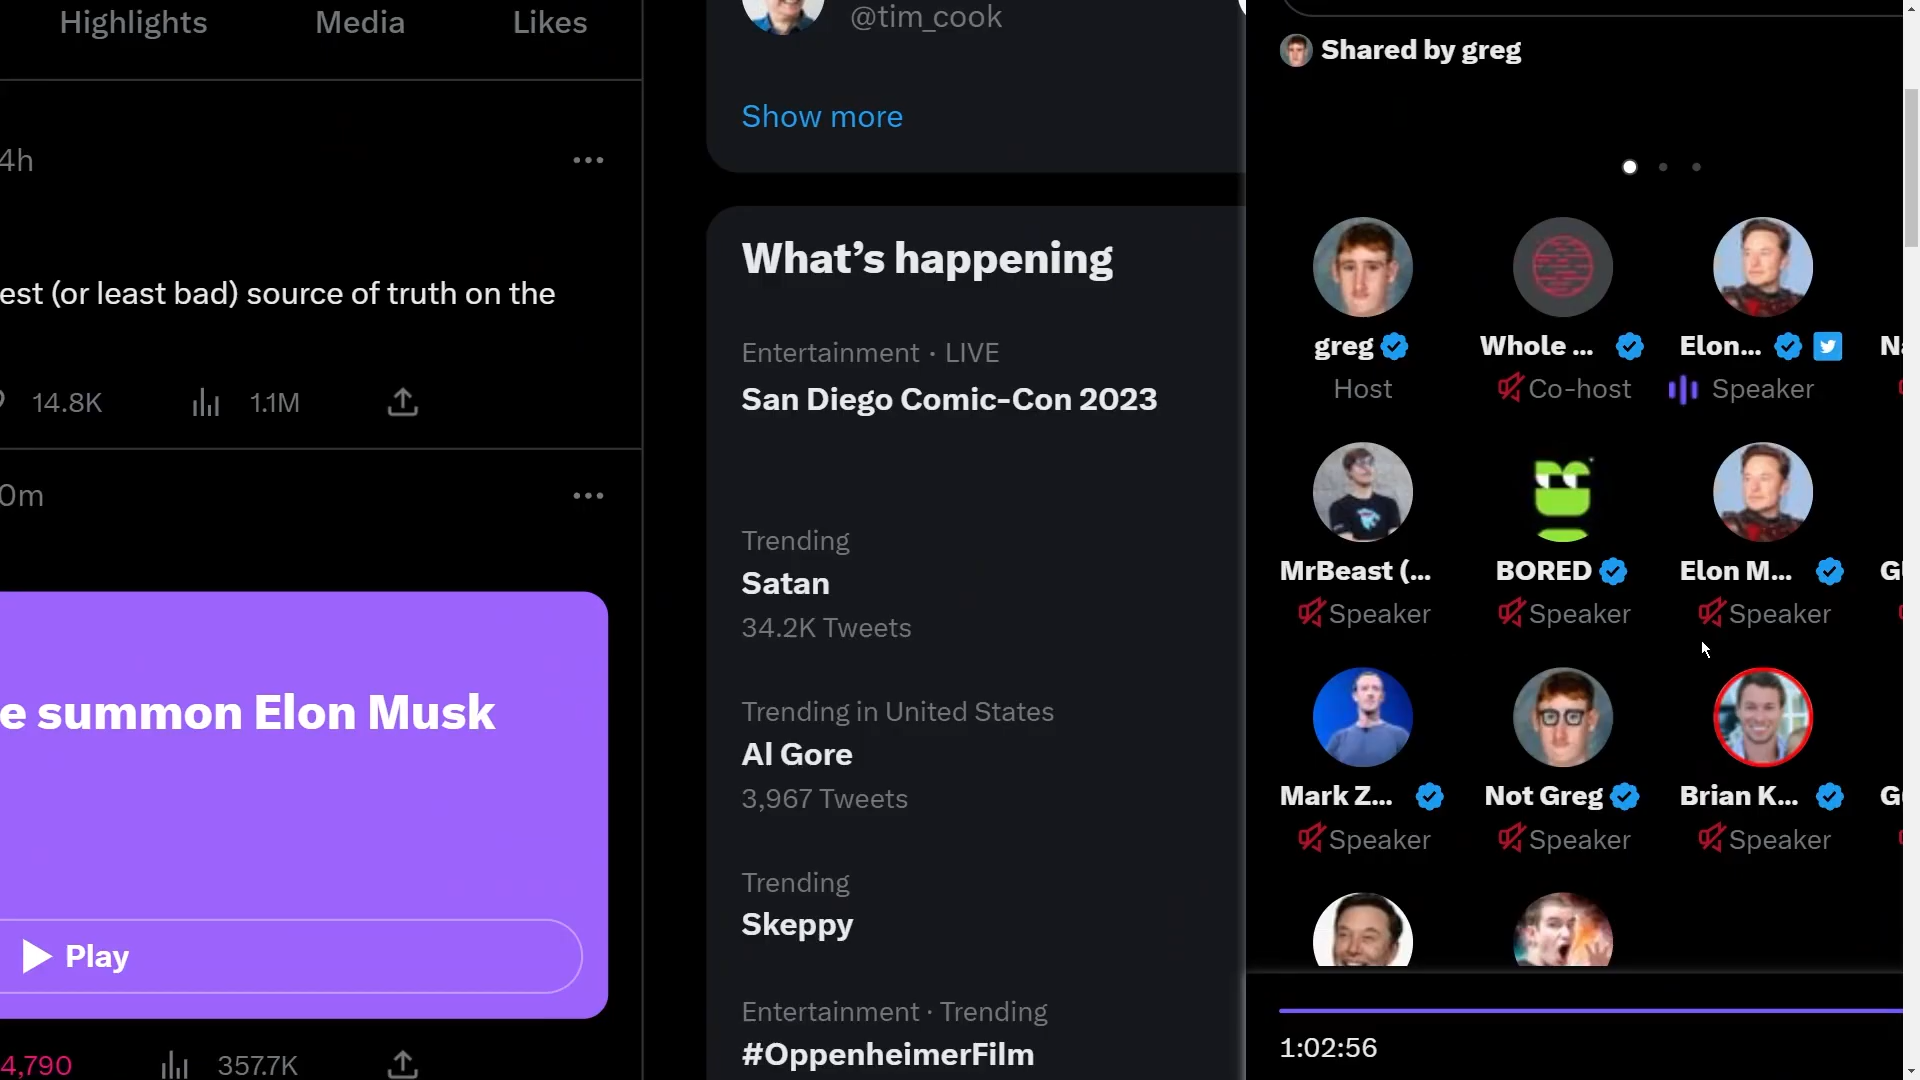 Highlights Media Likes
4h
est (or least bad) source of truth on the
14.8K 1.1M
0m
e summon Elon Musk
Play
4,790 357.7K
@tim_cook
Show more
What’s happening
Entertainment · LIVE
San Diego Comic-Con 2023
Trending
Satan
34.2K Tweets
Trending in United States
Al Gore
3,967 Tweets
Trending
Skeppy
Entertainment · Trending
#OppenheimerFilm
Shared by greg
greg Whole ... Elon... N
Host Co-host Speaker
MrBeast (... BORED Elon M... G
Speaker Speaker Speaker
Mark Z... Not Greg Brian K... G
Speaker Speaker Speaker
1:02:56